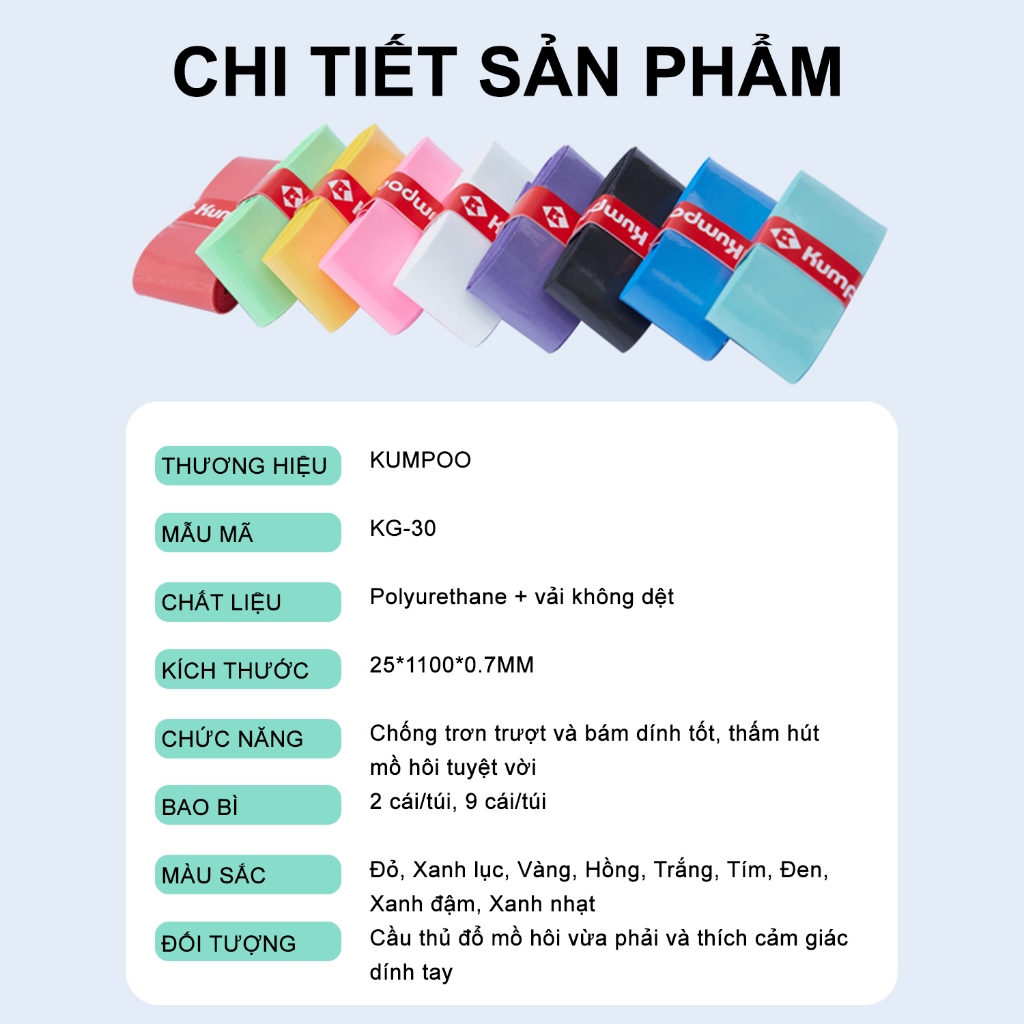 CHI TIẾT SẢN PHẨM
Kumpoo
Kumpoo
Kumpoo
Kump
THƯƠNG HIỆU KUMPOO
MẪU MÃ KG-30
CHẤT LIỆU Polyurethane + vải không dệt
KÍCH THƯỚC 25*1100*0.7MM
CHỨC NĂNG Chống trơn trượt và bám dính tốt, thấm hút
mồ hôi tuyệt vời
BAO BÌ 2 cái/túi, 9 cái/túi
MÀU SẮC Đỏ, Xanh lục, Vàng, Hồng, Trắng, Tím, Đen,
Xanh đậm, Xanh nhạt
ĐỐI TƯỢNG Cầu thủ đổ mồ hôi vừa phải và thích cảm giác
dính tay